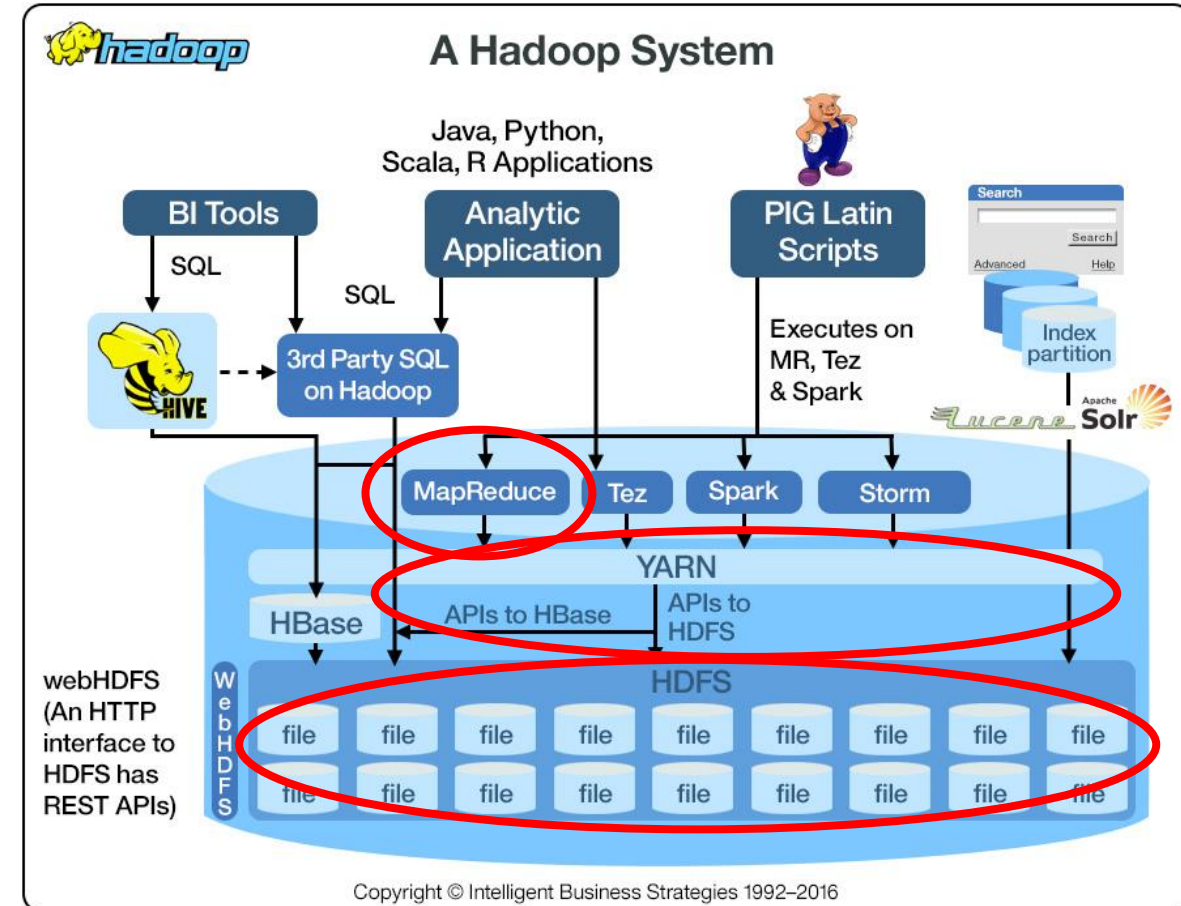 hadoop
A Hadoop System
Java, Python,
Scala, R Applications
BI Tools
Analytic
Application
PIG Latin
Scripts
Search
Search
Advanced
Help
SQL
SQL
HIVE
3rd Party SQL
on Hadoop
Executes on
MR, Tez
& Spark
Index
partition
Lucene
Apache
Solr
MapReduce
Tez
Spark
Storm
YARN
HBase
APIs to HBase
APIs to
HDFS
webHDFS
(An HTTP
interface to
HDFS has
REST APIs)
WebHDFS
HDFS
file file file file file file file file file
file file file file file file file file file
Copyright © Intelligent Business Strategies 1992–2016